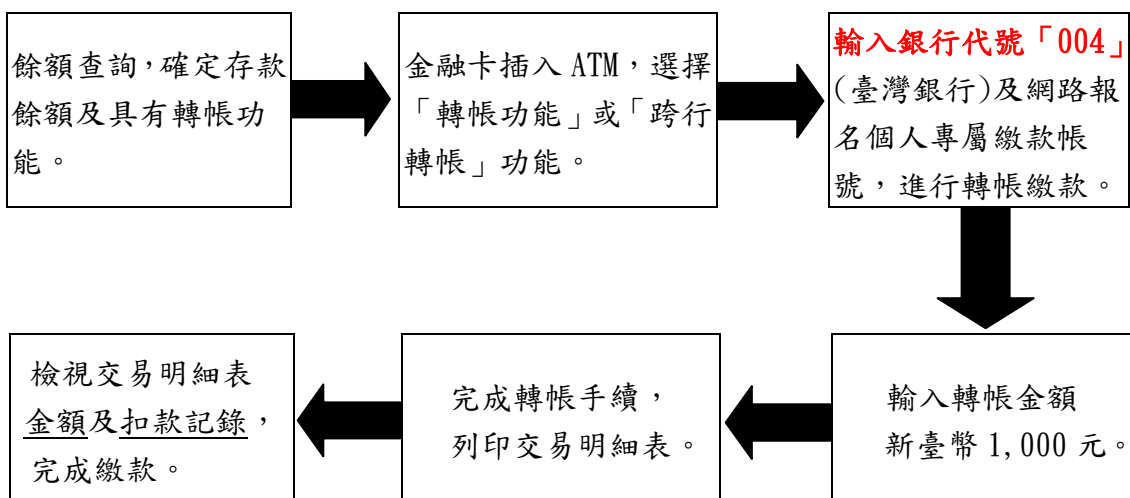 餘額查詢，確定存款
餘額及具有轉帳功
能。
金融卡插入 ATM，選擇
「轉帳功能」或「跨行
轉帳」功能。
輸入銀行代號「004」
(臺灣銀行)及網路報
名個人專屬繳款帳
號，進行轉帳繳款。
輸入轉帳金額
新臺幣 1,000 元。
完成轉帳手續，
列印交易明細表。
檢視交易明細表
金額及扣款記錄，
完成繳款。